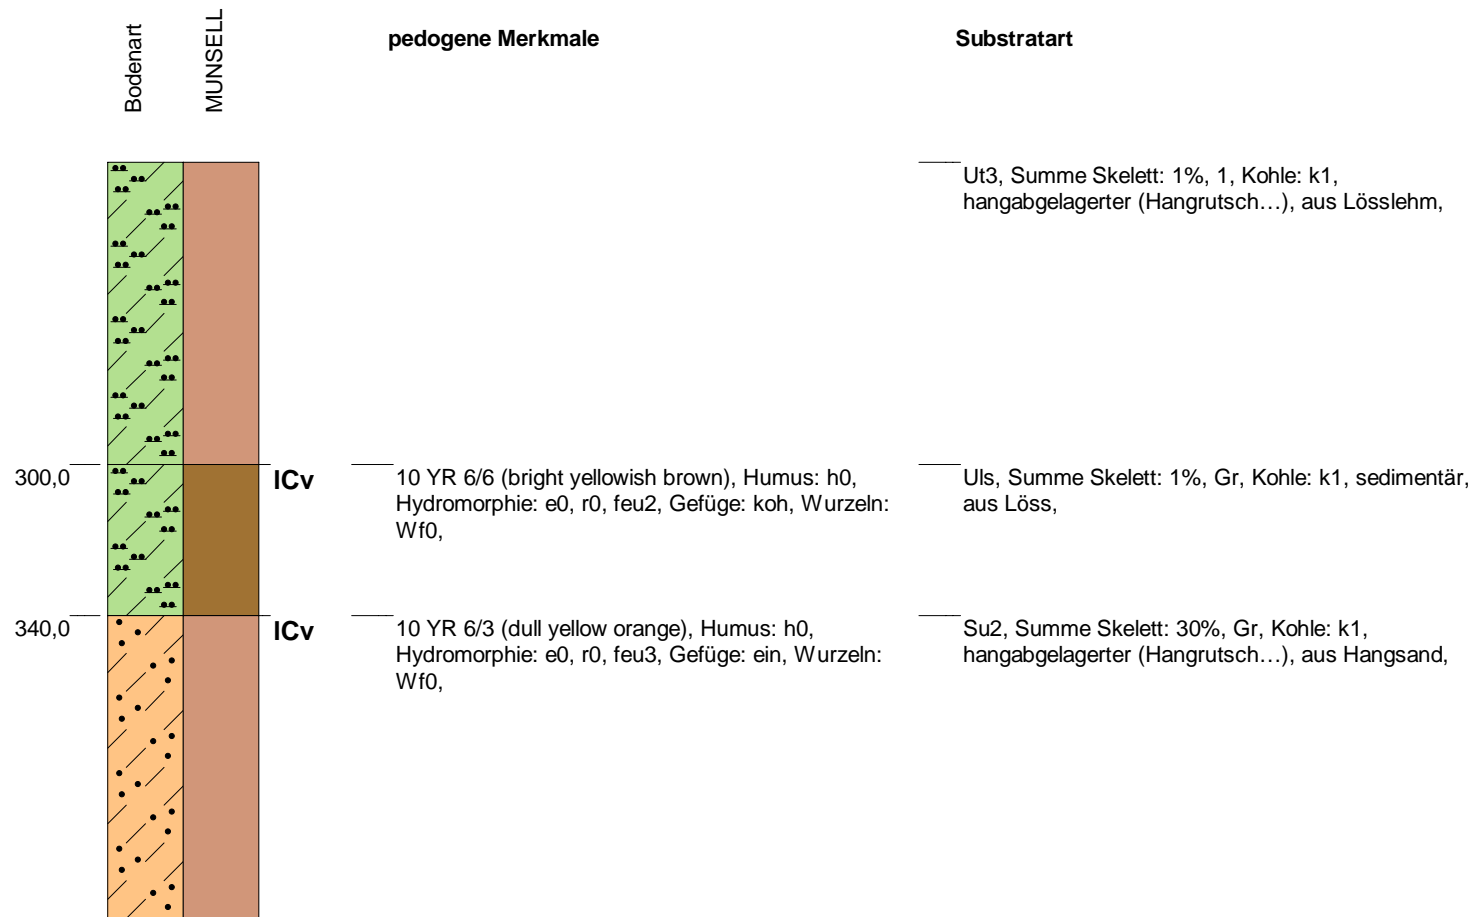 Bodenart
MUNSELL
pedogene Merkmale
Substratart
Ut3, Summe Skelett: 1%, 1, Kohle: k1,
hangabgelagerter (Hangrutsch…), aus Lösslehm,
300,0
ICv
10 YR 6/6 (bright yellowish brown), Humus: h0,
Hydromorphie: e0, r0, feu2, Gefüge: koh, Wurzeln:
Wf0,
Uls, Summe Skelett: 1%, Gr, Kohle: k1, sedimentär,
aus Löss,
340,0
ICv
10 YR 6/3 (dull yellow orange), Humus: h0,
Hydromorphie: e0, r0, feu3, Gefüge: ein, Wurzeln:
Wf0,
Su2, Summe Skelett: 30%, Gr, Kohle: k1,
hangabgelagerter (Hangrutsch…), aus Hangsand,